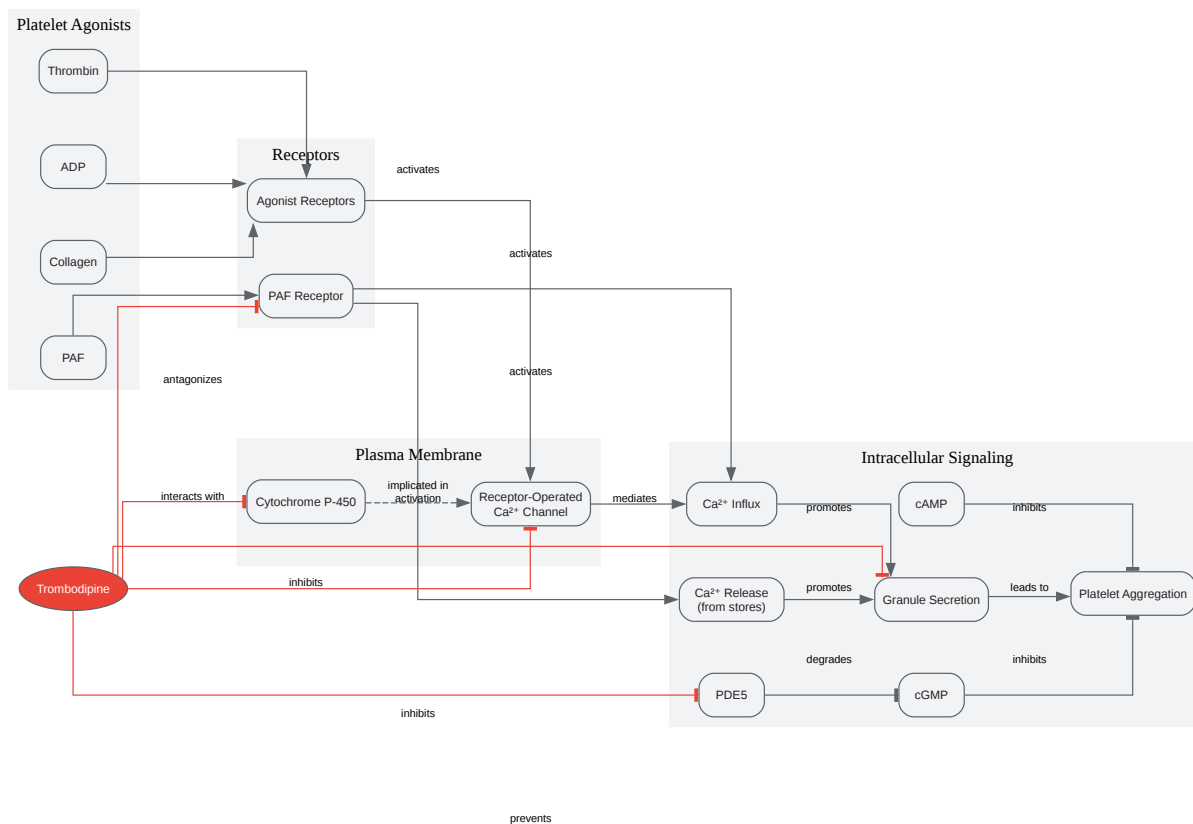 Platelet Agonists
Thrombin
ADP
Collagen
PAF
Receptors
Agonist Receptors
PAF Receptor
activates
activates
activates
antagonizes
Plasma Membrane
Cytochrome P-450
implicated in
activation
Receptor-Operated
Ca²⁺ Channel
interacts with
mediates
Trombodipine
inhibits
inhibits
prevents
Intracellular Signaling
Ca²⁺ Influx
promotes
cAMP
inhibits
Ca²⁺ Release
(from stores)
promotes
Granule Secretion
leads to
Platelet Aggregation
degrades
inhibits
PDE5
cGMP